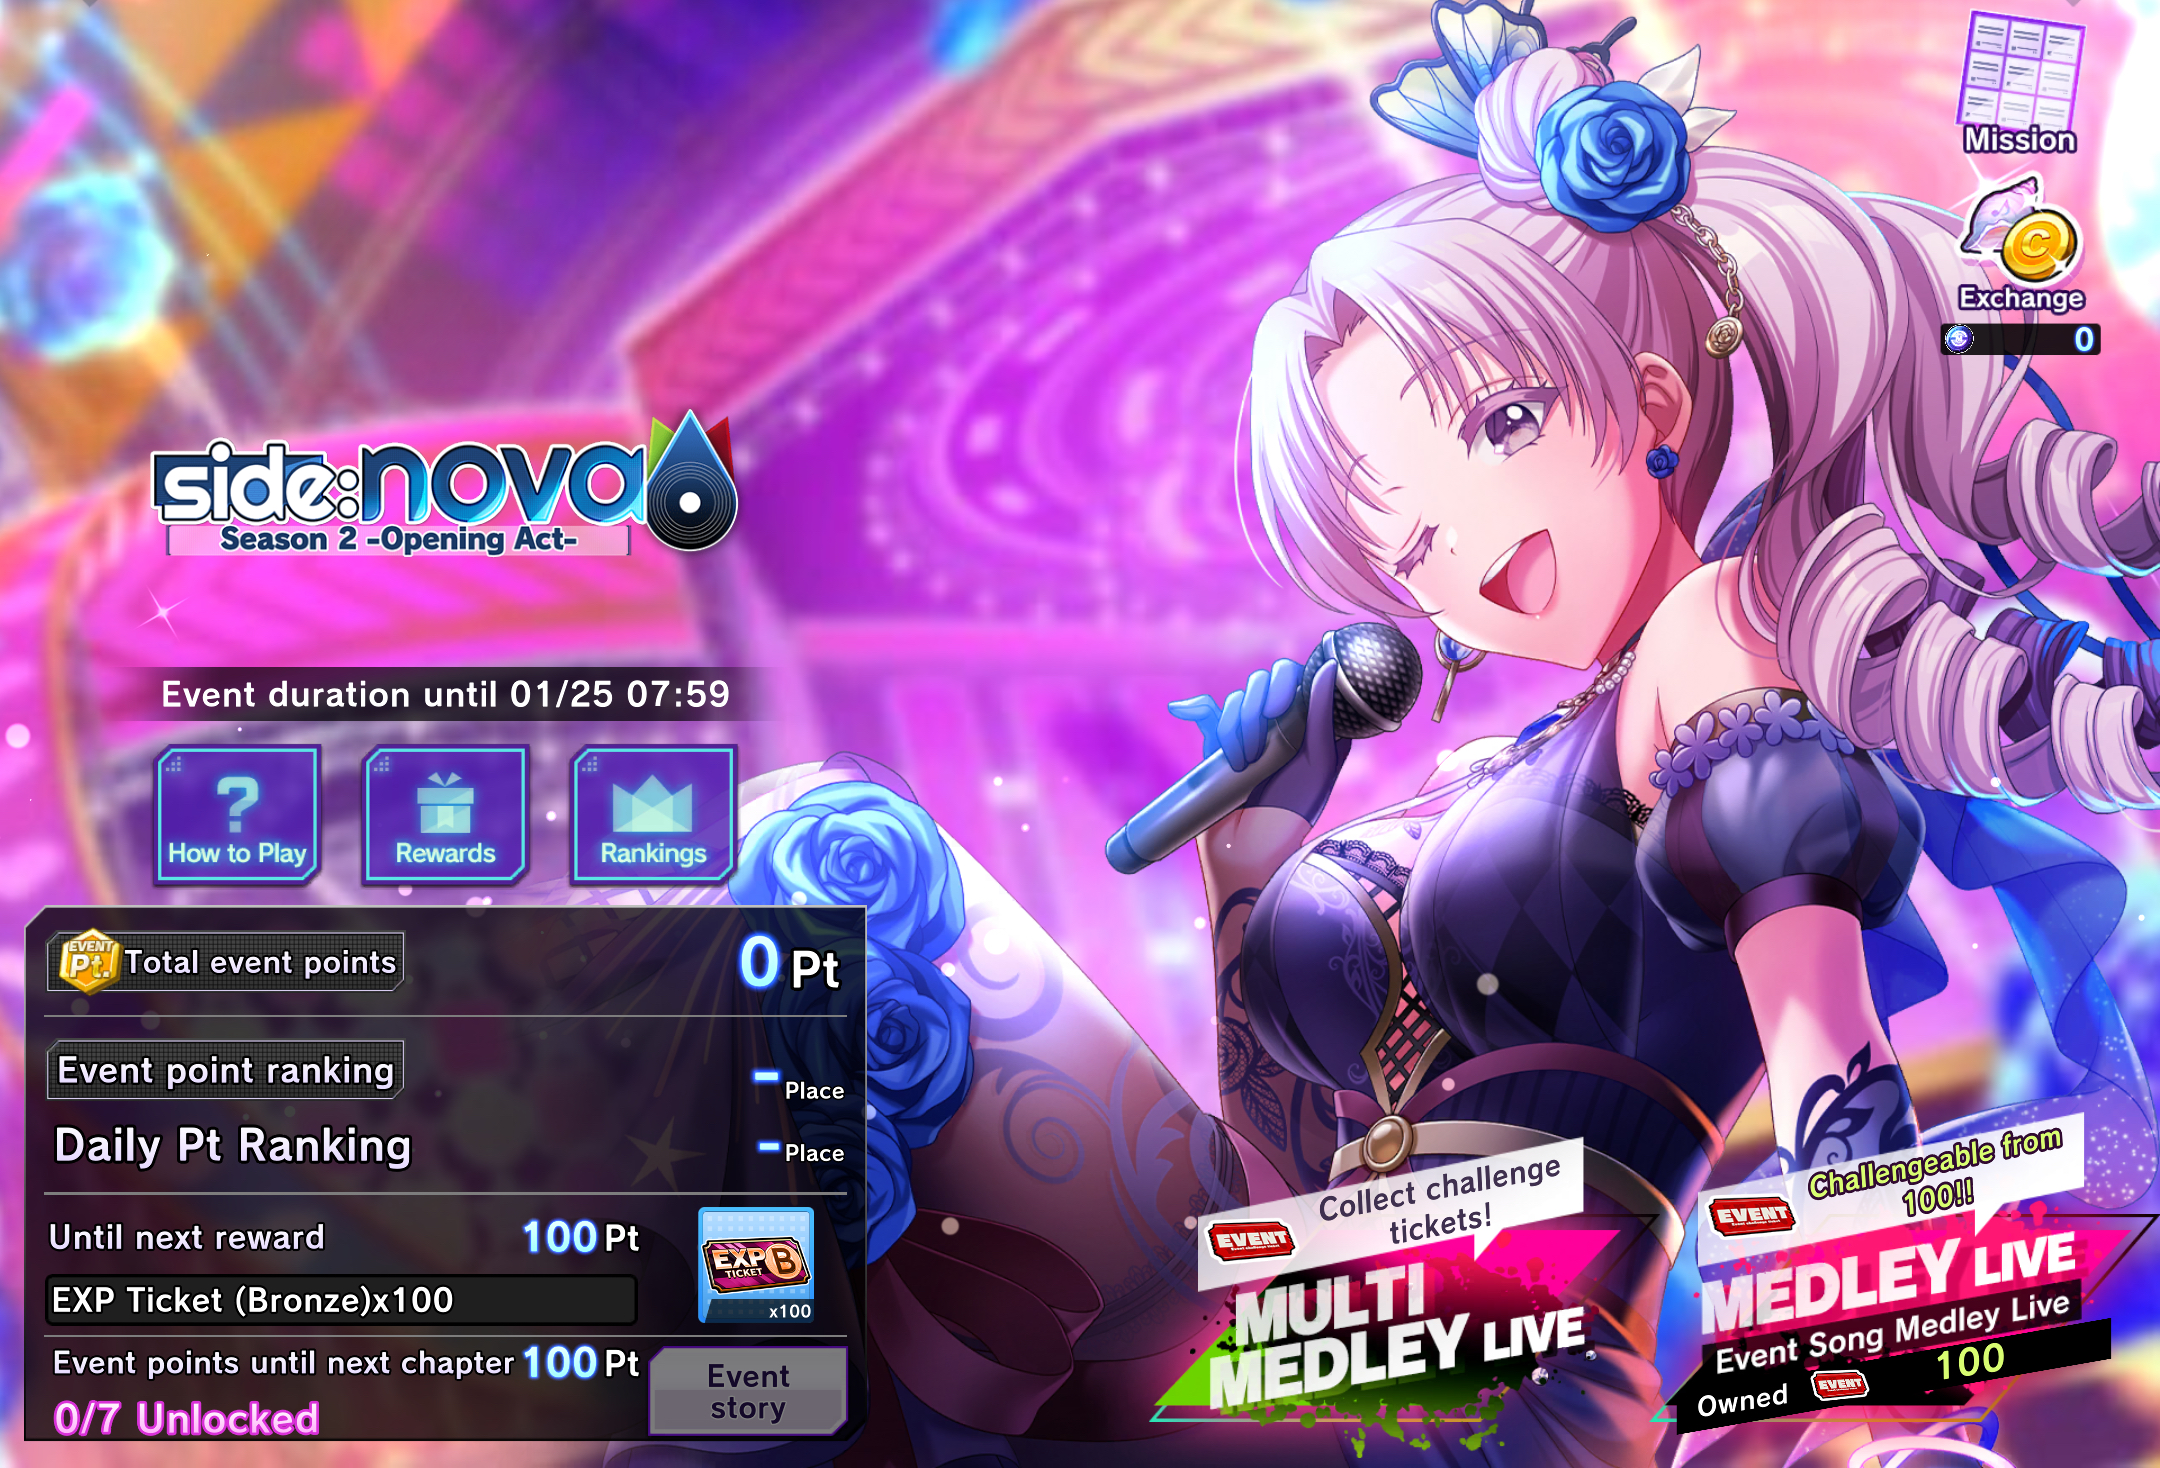 Mission
Exchange
0
side:nova
Season 2 -Opening Act-
Event duration until 01/25 07:59
How to Play
Rewards
Rankings
EVENT
Pt.
Total event points
0 Pt
Event point ranking
- Place
Daily Pt Ranking
- Place
Until next reward
100 Pt
EXP Ticket (Bronze)x100
EXP B
TICKET
x100
Event points until next chapter 100 Pt
0/7 Unlocked
Event
story
EVENT
Collect challenge
tickets!
MULTI
MEDLEY LIVE
EVENT
Challengeable from
100!!
MEDLEY LIVE
Event Song Medley Live
Owned
EVENT
100